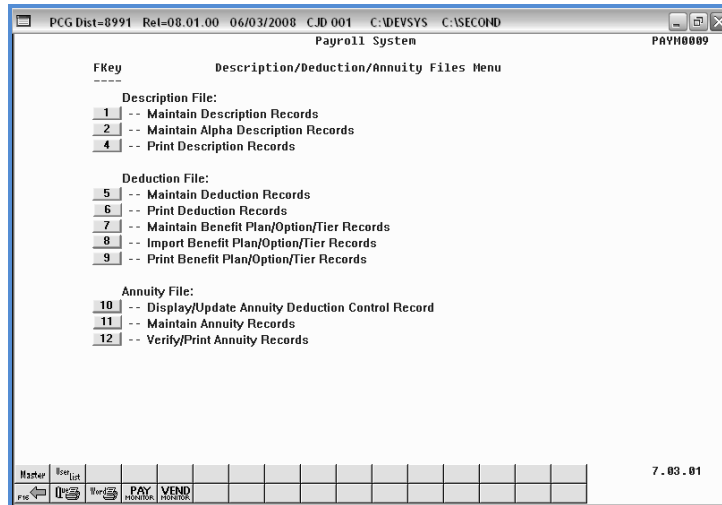 PCG Dist=8991 Rel=08.01.00 06/03/2008 CJD 001 C:\DEVSYS C:\SECOND
Payroll System PAYM0009
FKey Description/Deduction/Annuity Files Menu
----
Description File:
1 -- Maintain Description Records
2 -- Maintain Alpha Description Records
4 -- Print Description Records
Deduction File:
5 -- Maintain Deduction Records
6 -- Print Deduction Records
7 -- Maintain Benefit Plan/Option/Tier Records
8 -- Import Benefit Plan/Option/Tier Records
9 -- Print Benefit Plan/Option/Tier Records
Annuity File:
10 -- Display/Update Annuity Deduction Control Record
11 -- Maintain Annuity Records
12 -- Verify/Print Annuity Records
Master User List 7.03.01
F16 Que Word PAY MONITOR VEND MONITOR